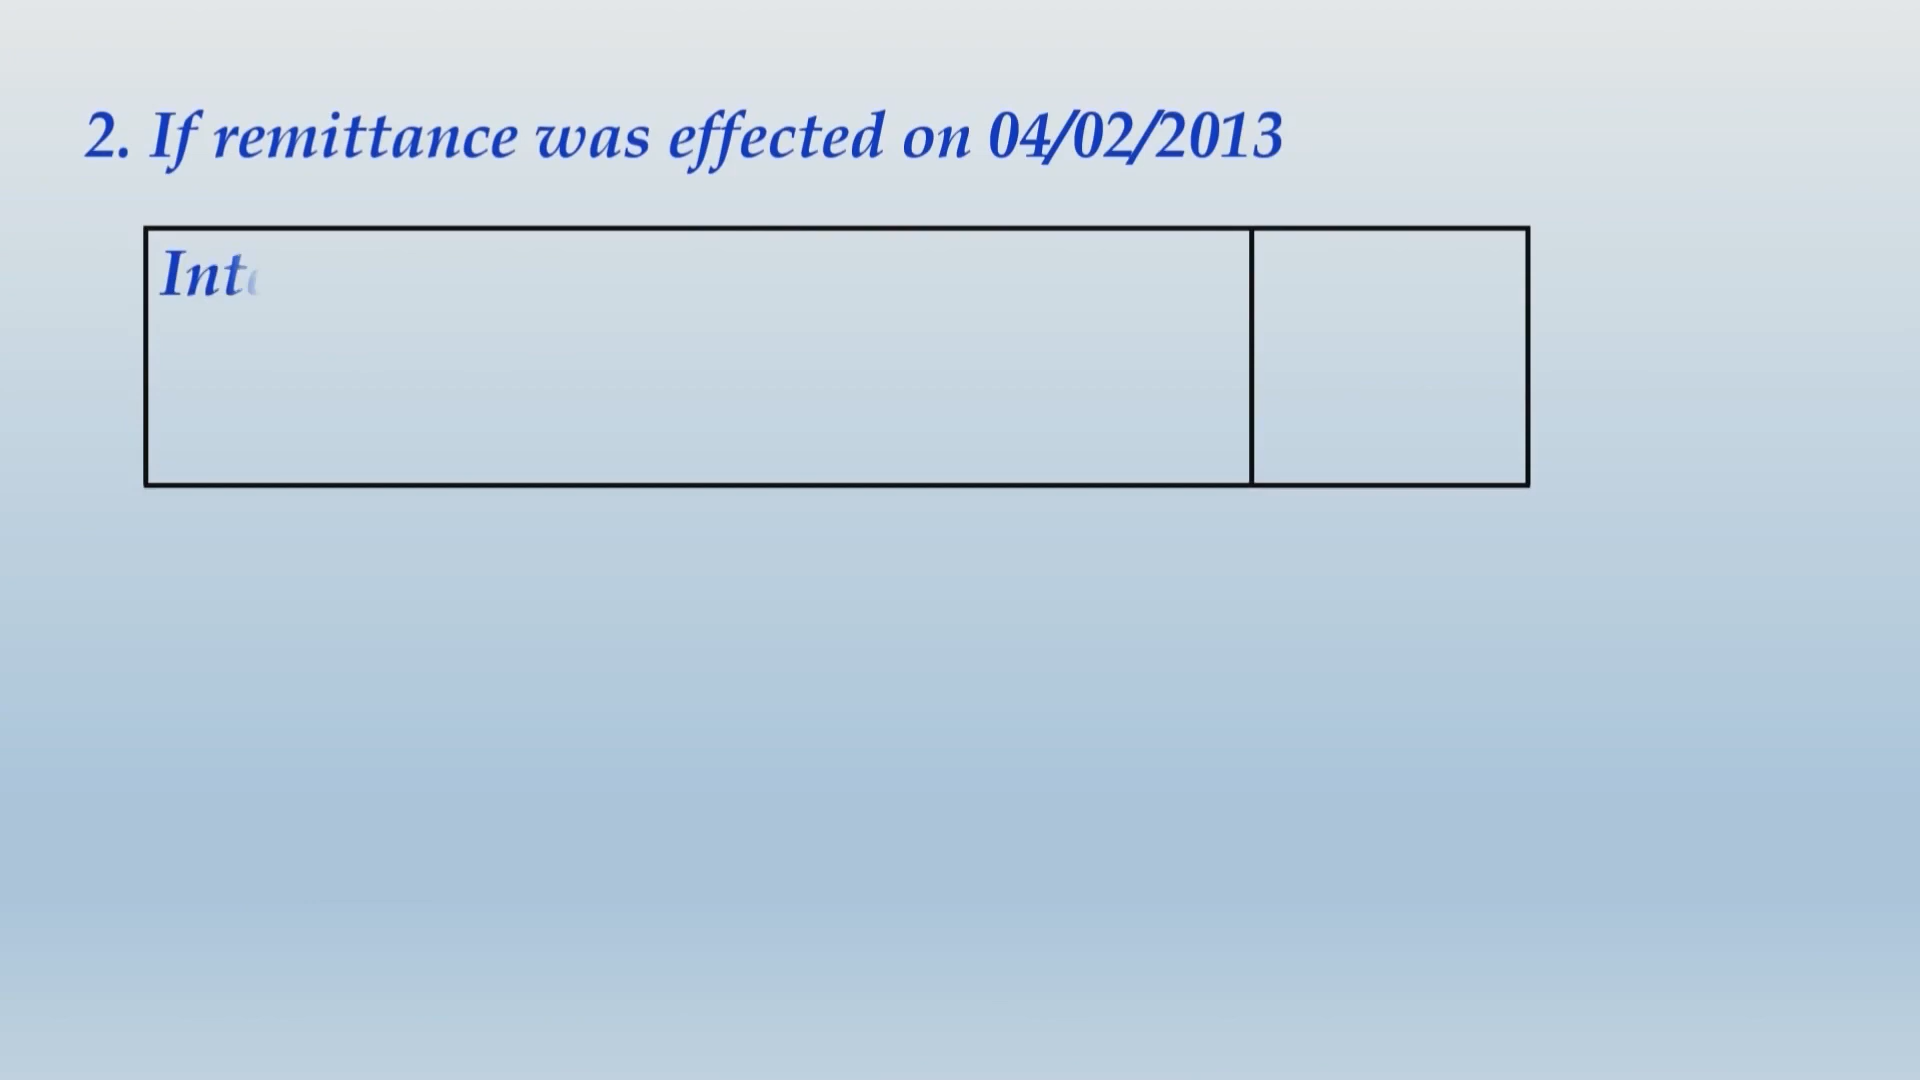 2. If remittance was effected on 04/02/2013
Int